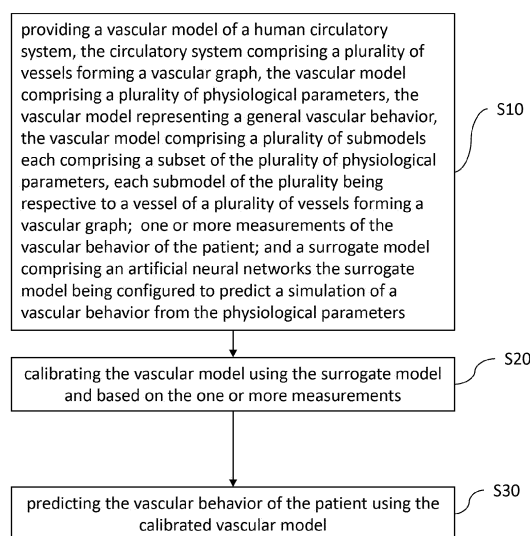 providing a vascular model of a human circulatory
system, the circulatory system comprising a plurality of
vessels forming a vascular graph, the vascular model
comprising a plurality of physiological parameters, the
vascular model representing a general vascular behavior,
the vascular model comprising a plurality of submodels
each comprising a subset of the plurality of physiological
parameters, each submodel of the plurality being
respective to a vessel of a plurality of vessels forming a
vascular graph;  one or more measurements of the
vascular behavior of the patient; and a surrogate model
comprising an artificial neural networks the surrogate
model being configured to predict a simulation of a
vascular behavior from the physiological parameters
S10
calibrating the vascular model using the surrogate model
and based on the one or more measurements
S20
predicting the vascular behavior of the patient using the
calibrated vascular model
S30